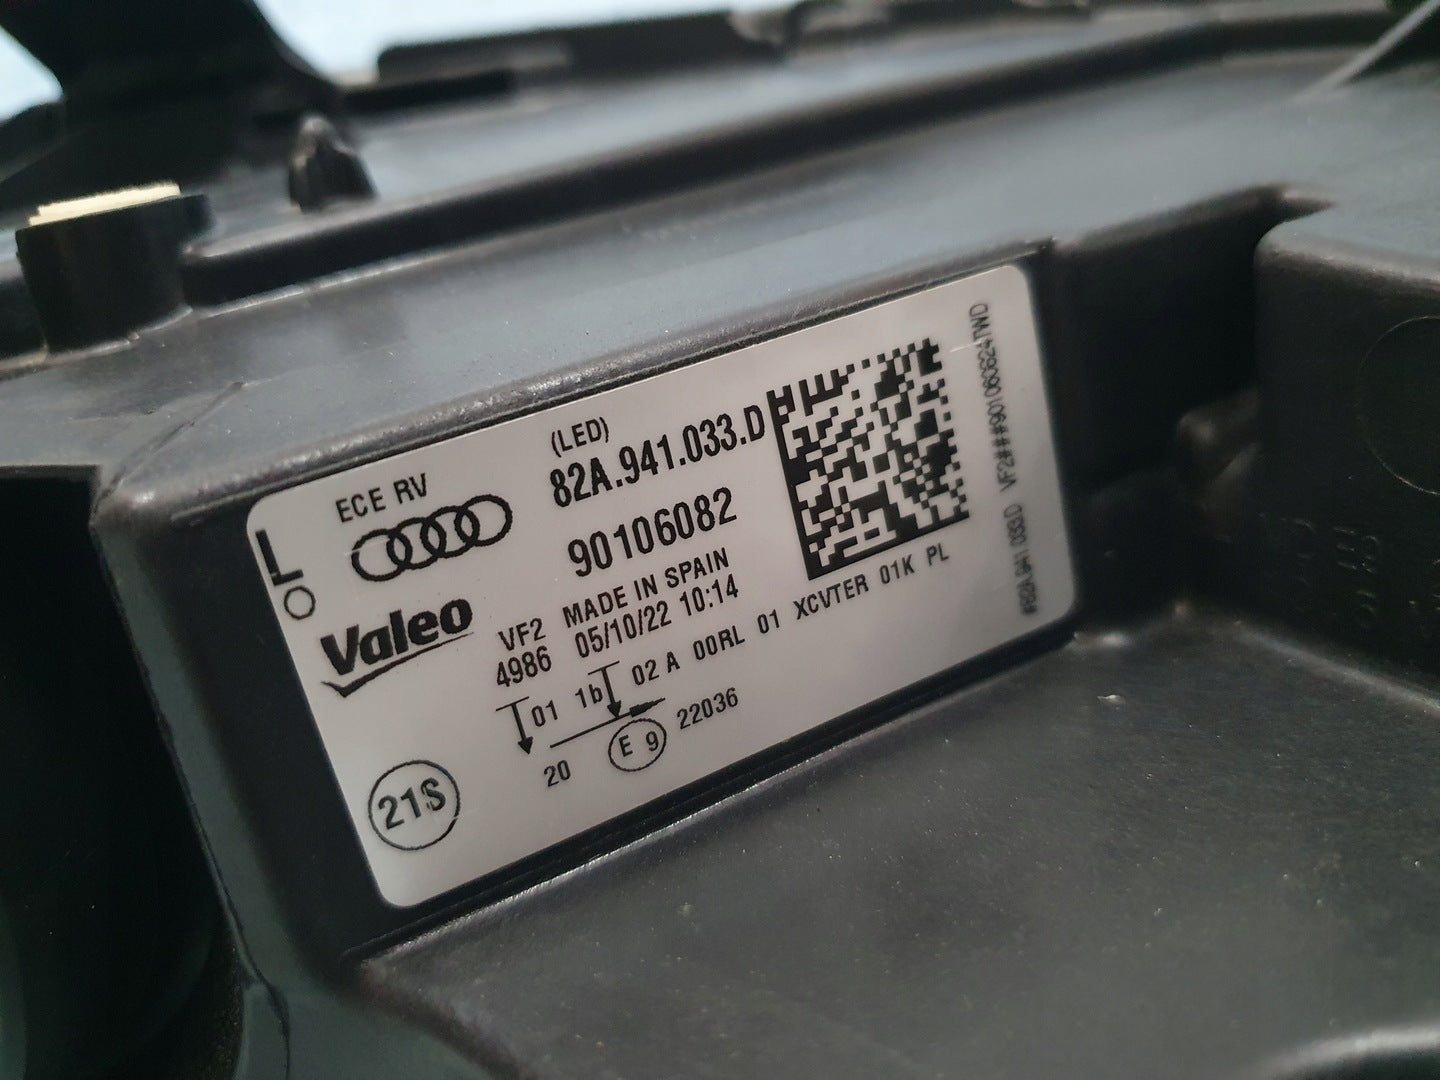 L
ECE RV
(LED)
82A.941.033.D
90106082
Valeo
VF2 MADE IN SPAIN
4986 05/10/22 10:14
01 1b 02 A 00RL 01 XCVTER 01K PL
20 E 9 22036
21S